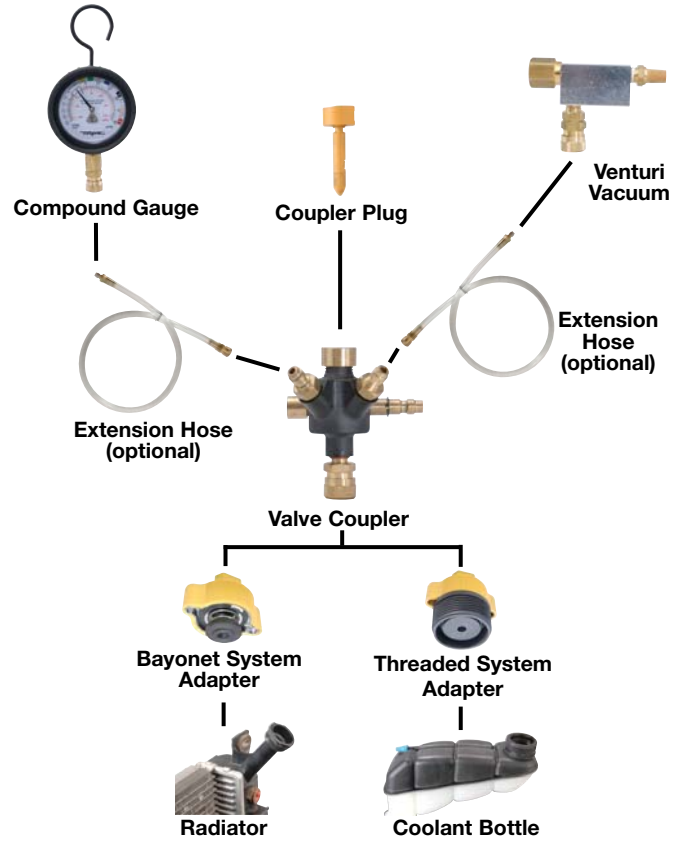 Compound Gauge
Coupler Plug
Venturi
Vacuum
Extension
Hose
(optional)
Extension Hose
(optional)
Valve Coupler
Bayonet System
Adapter
Threaded System
Adapter
Radiator
Coolant Bottle